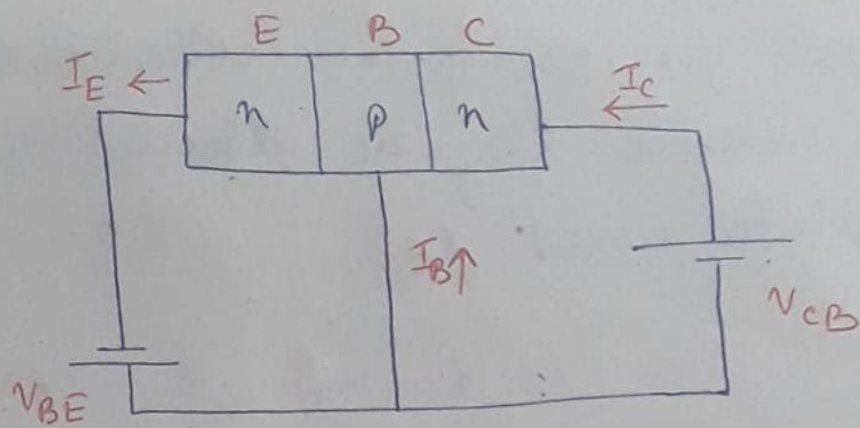 E B C
I_E ← n p n I_C ←
I_B ↑
V_CB
V_BE